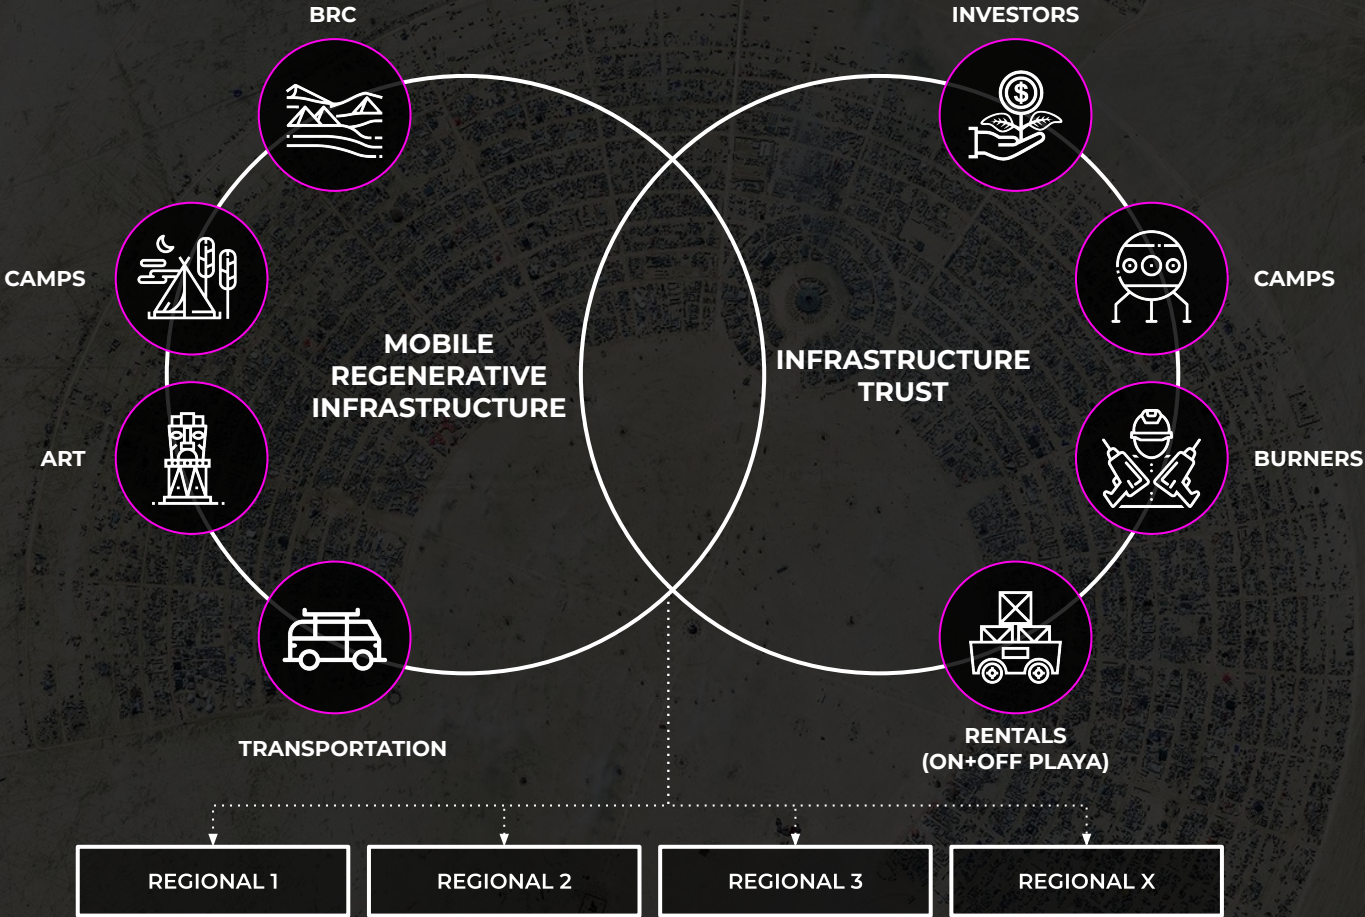 BRC
INVESTORS
$
CAMPS
CAMPS
MOBILE
REGENERATIVE
INFRASTRUCTURE
INFRASTRUCTURE
TRUST
ART
BURNERS
TRANSPORTATION
RENTALS
(ON+OFF PLAYA)
REGIONAL 1
REGIONAL 2
REGIONAL 3
REGIONAL X